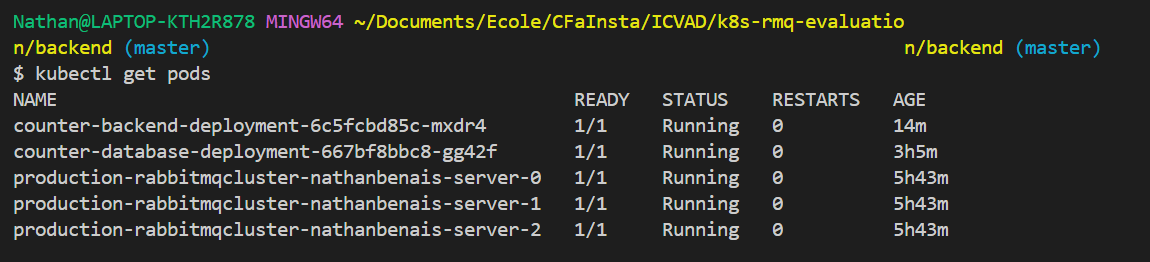 Nathan@LAPTOP-KTH2R878 MINGW64 ~/Documents/Ecole/CFaInsta/ICVAD/k8s-rmq-evaluatio
n/backend (master) n/backend (master)
$ kubectl get pods
NAME READY STATUS RESTARTS AGE
counter-backend-deployment-6c5fcbd85c-mxdr4 1/1 Running 0 14m
counter-database-deployment-667bf8bbc8-gg42f 1/1 Running 0 3h5m
production-rabbitmqcluster-nathanbenais-server-0 1/1 Running 0 5h43m
production-rabbitmqcluster-nathanbenais-server-1 1/1 Running 0 5h43m
production-rabbitmqcluster-nathanbenais-server-2 1/1 Running 0 5h43m